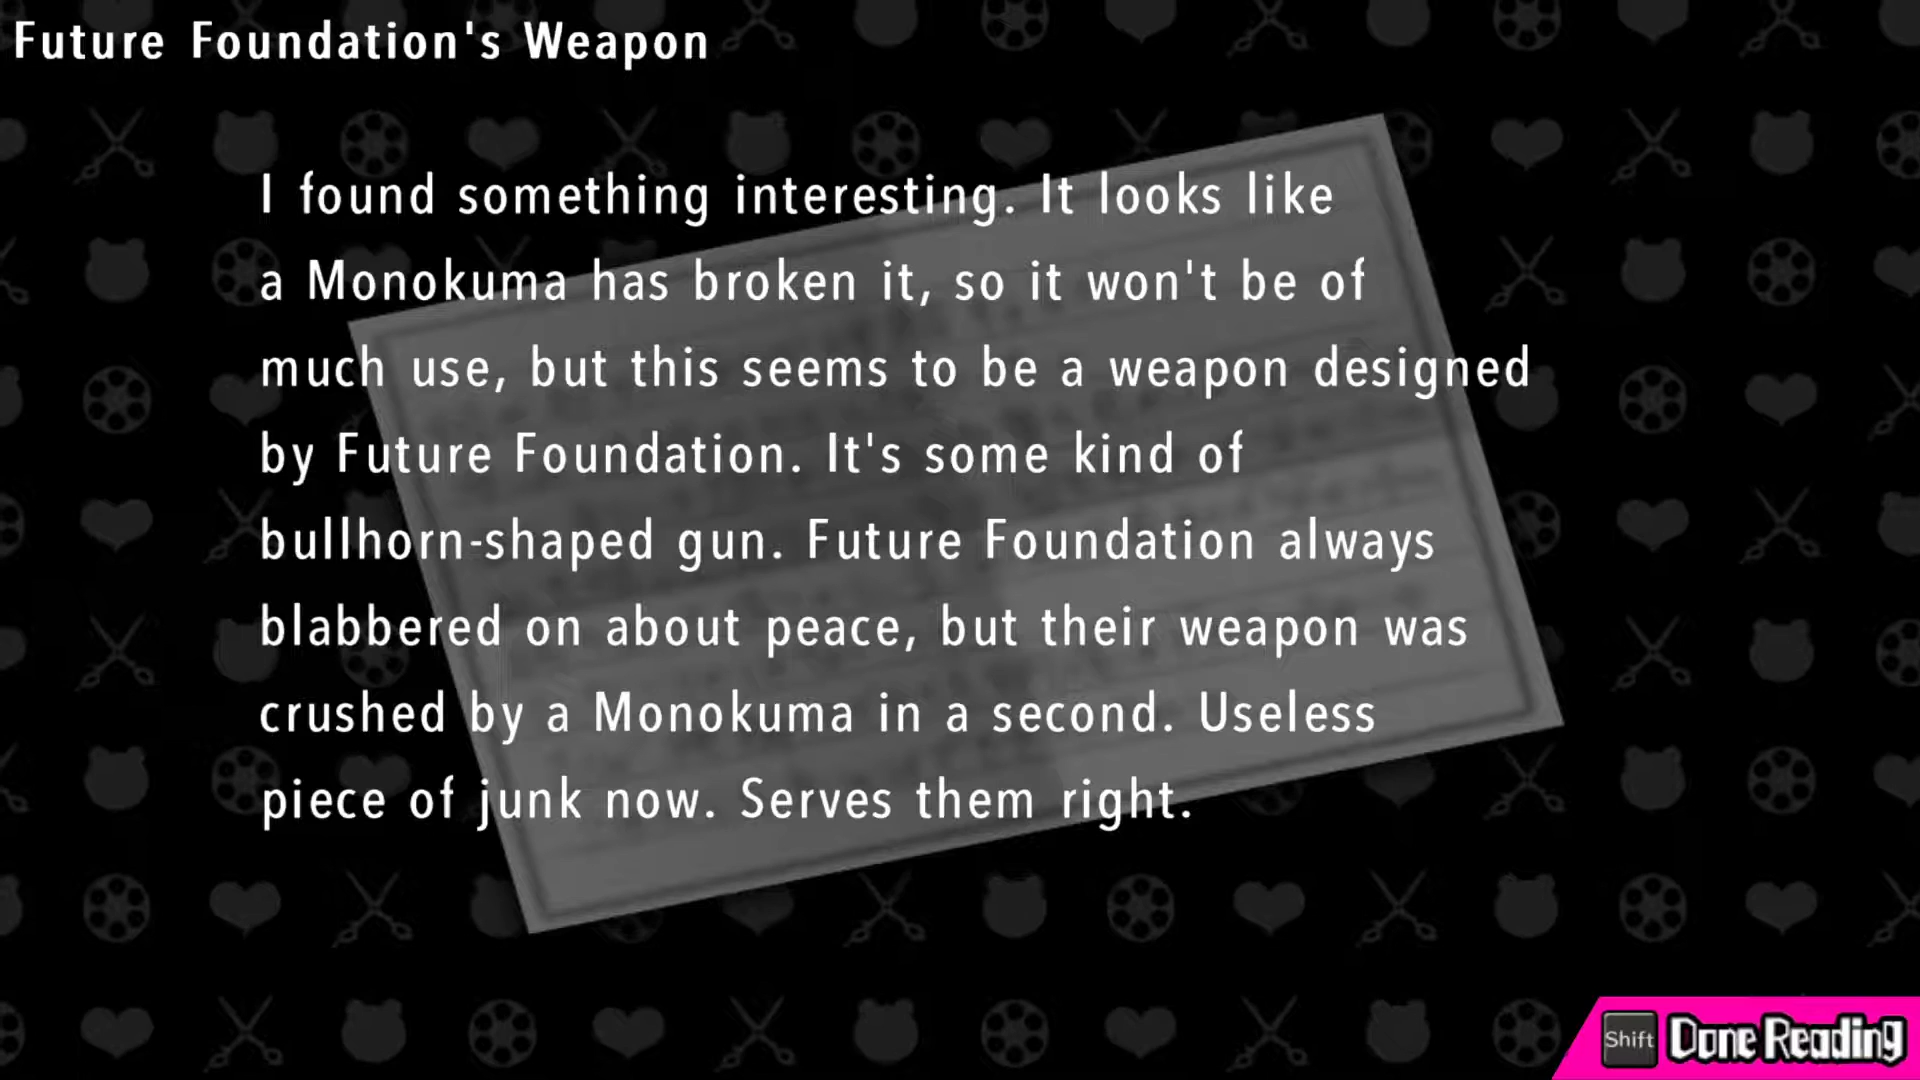 Future Foundation's Weapon
I found something interesting. It looks like
a Monokuma has broken it, so it won't be of
much use, but this seems to be a weapon designed
by Future Foundation. It's some kind of
bullhorn-shaped gun. Future Foundation always
blabbered on about peace, but their weapon was
crushed by a Monokuma in a second. Useless
piece of junk now. Serves them right.
Shift Done Reading